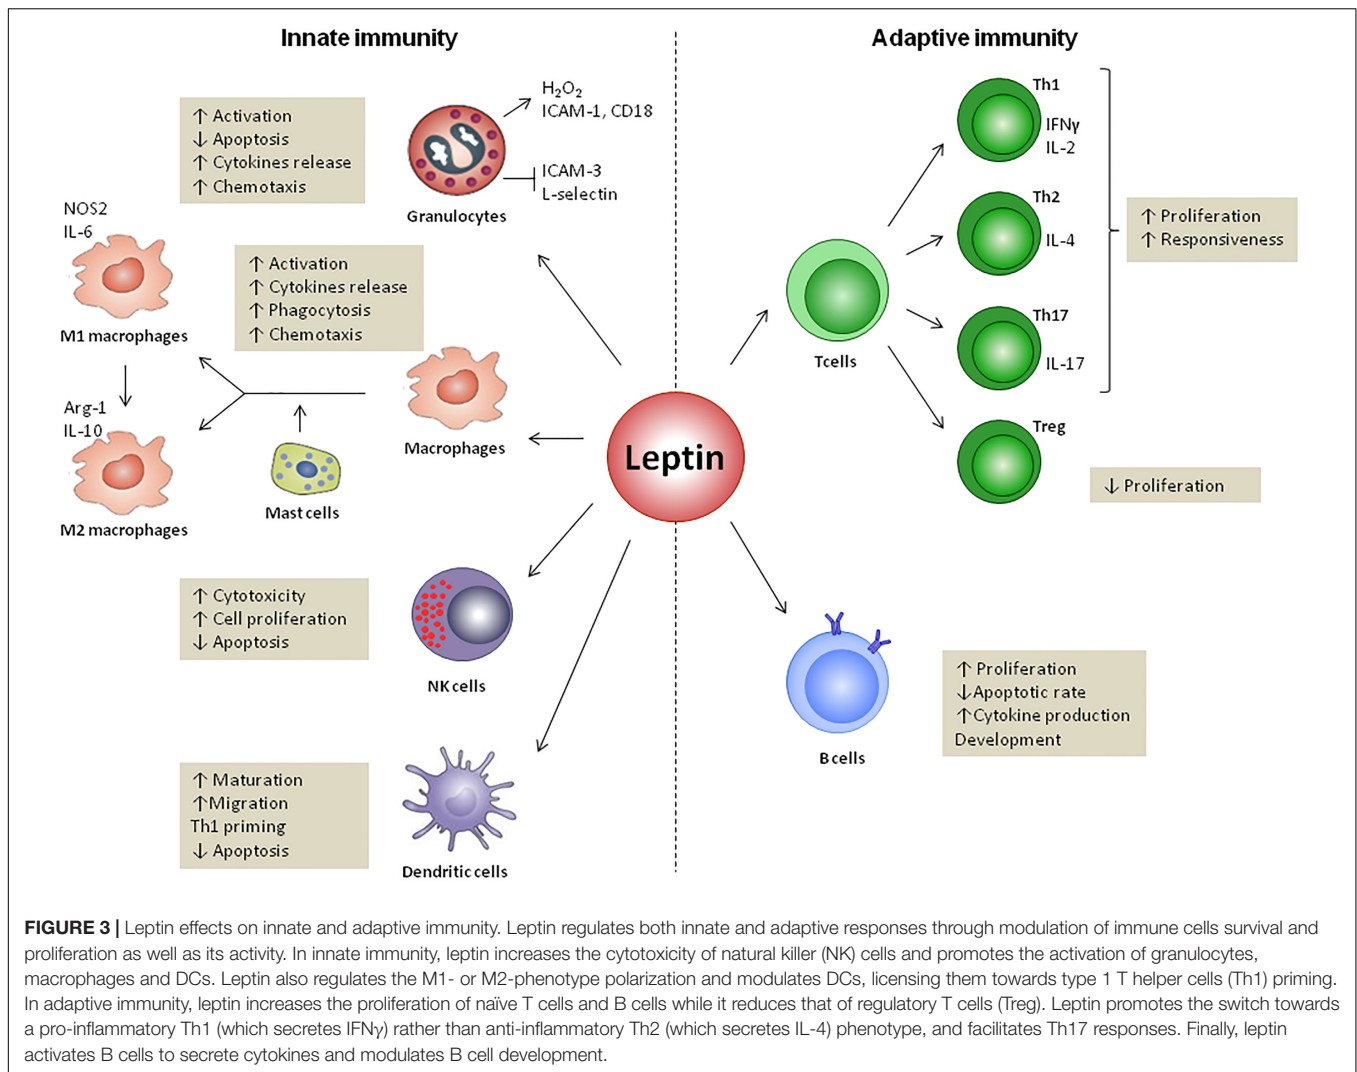 Innate immunity
Adaptive immunity
↑ Activation
↓ Apoptosis
↑ Cytokines release
↑ Chemotaxis
H₂O₂
ICAM-1, CD18
ICAM-3
L-selectin
Granulocytes
NOS2
IL-6
M1 macrophages
↑ Activation
↑ Cytokines release
↑ Phagocytosis
↑ Chemotaxis
Arg-1
IL-10
M2 macrophages
Mast cells
Macrophages
Leptin
↑ Cytotoxicity
↑ Cell proliferation
↓ Apoptosis
NK cells
↑ Maturation
↑Migration
Th1 priming
↓ Apoptosis
Dendritic cells
Tcells
Th1
IFNγ
IL-2
Th2
IL-4
Th17
IL-17
↑ Proliferation
↑ Responsiveness
Treg
↓ Proliferation
B cells
↑ Proliferation
↓Apoptotic rate
↑Cytokine production
Development
FIGURE 3 | Leptin effects on innate and adaptive immunity. Leptin regulates both innate and adaptive responses through modulation of immune cells survival and
proliferation as well as its activity. In innate immunity, leptin increases the cytotoxicity of natural killer (NK) cells and promotes the activation of granulocytes,
macrophages and DCs. Leptin also regulates the M1- or M2-phenotype polarization and modulates DCs, licensing them towards type 1 T helper cells (Th1) priming.
In adaptive immunity, leptin increases the proliferation of naïve T cells and B cells while it reduces that of regulatory T cells (Treg). Leptin promotes the switch towards
a pro-inflammatory Th1 (which secretes IFNγ) rather than anti-inflammatory Th2 (which secretes IL-4) phenotype, and facilitates Th17 responses. Finally, leptin
activates B cells to secrete cytokines and modulates B cell development.